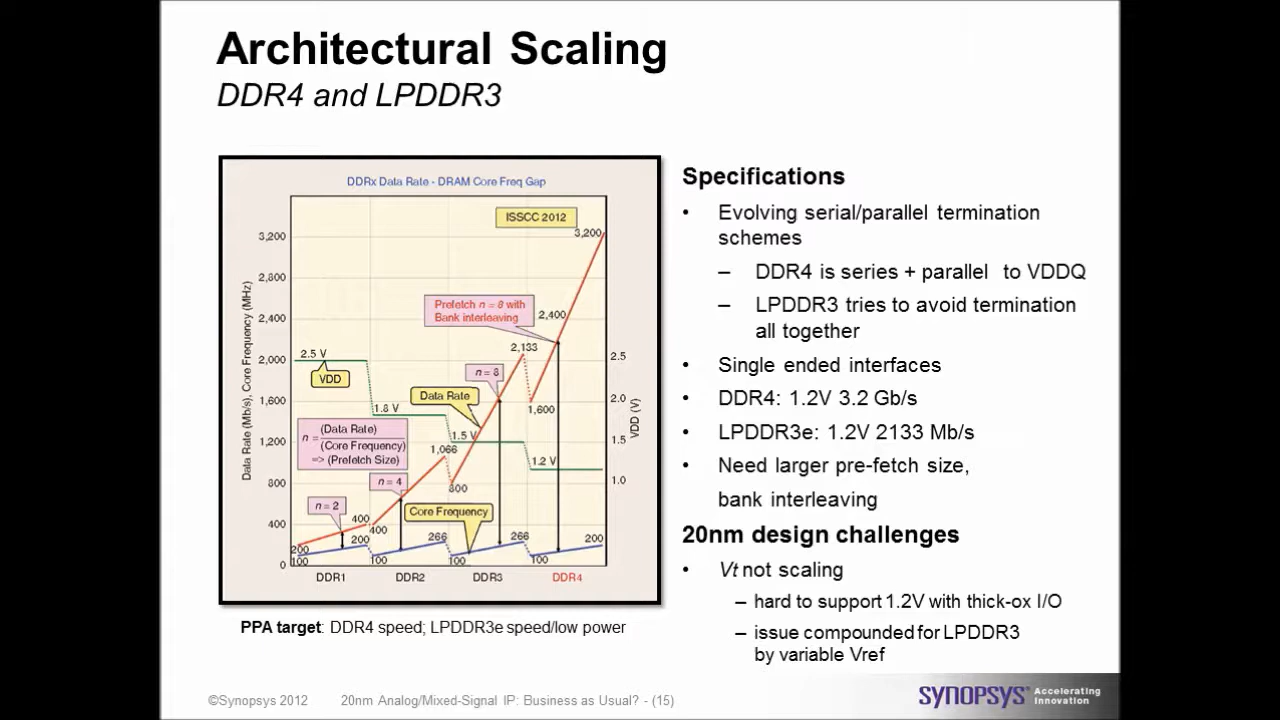 Architectural Scaling
DDR4 and LPDDR3
DDRx Data Rate - DRAM Core Freq Gap
ISSCC 2012
Data Rate (Mb/s), Core Frequency (MHz)
3,200
2,800
2,400
2,000
1,600
1,200
800
400
0
VDD (V)
2.5
2.0
1.5
1.0
3,200
Prefetch n = 8 with
Bank interleaving
2,400
2,133
2.5 V
VDD
n = 8
Data Rate
1,600
1.8 V
n = (Data Rate)
(Core Frequency)
=> (Prefetch Size)
1.5 V
1,066
1.2 V
n = 4
800
n = 2
Core Frequency
400
400
200
200
266
266
200
100
100
100
100
DDR1
DDR2
DDR3
DDR4
PPA target: DDR4 speed; LPDDR3e speed/low power
Specifications
• Evolving serial/parallel termination
schemes
– DDR4 is series + parallel to VDDQ
– LPDDR3 tries to avoid termination
all together
• Single ended interfaces
• DDR4: 1.2V 3.2 Gb/s
• LPDDR3e: 1.2V 2133 Mb/s
• Need larger pre-fetch size,
bank interleaving
20nm design challenges
• Vt not scaling
– hard to support 1.2V with thick-ox I/O
– issue compounded for LPDDR3
by variable Vref
©Synopsys 2012 20nm Analog/Mixed-Signal IP: Business as Usual? - (15)
SYNOPSYS®
Accelerating
Innovation